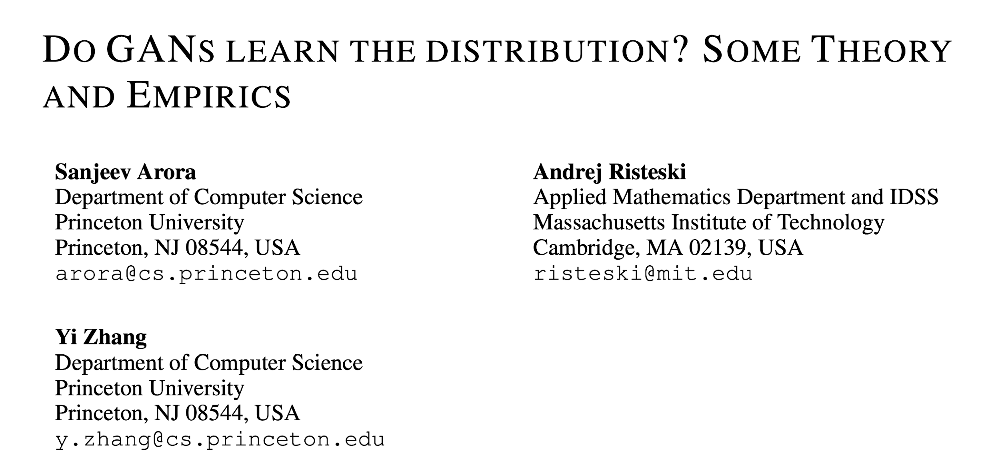 DO GANS LEARN THE DISTRIBUTION? SOME THEORY
AND EMPIRICS
Sanjeev Arora
Department of Computer Science
Princeton University
Princeton, NJ 08544, USA
arora@cs.princeton.edu
Andrej Risteski
Applied Mathematics Department and IDSS
Massachusetts Institute of Technology
Cambridge, MA 02139, USA
risteski@mit.edu
Yi Zhang
Department of Computer Science
Princeton University
Princeton, NJ 08544, USA
y.zhang@cs.princeton.edu